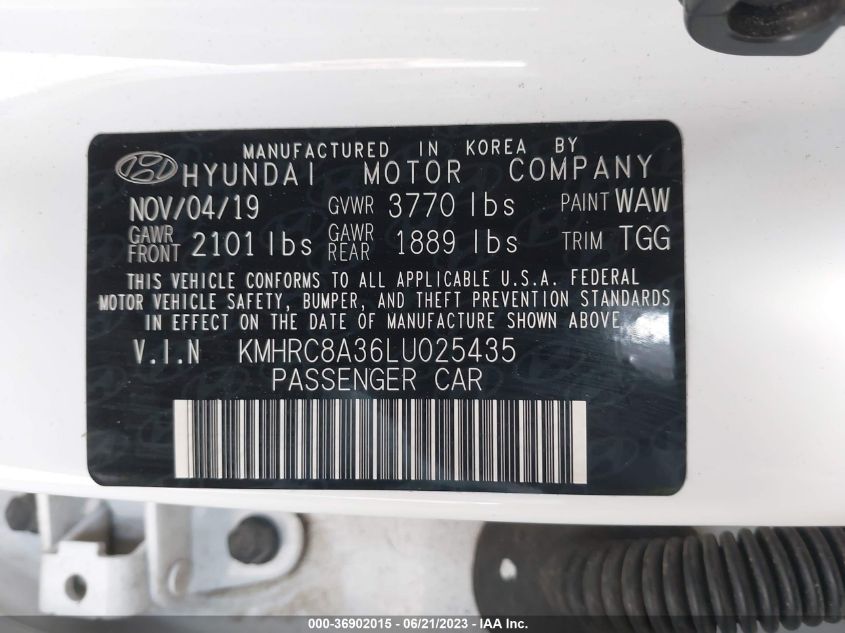 MANUFACTURED IN KOREA BY
HYUNDAI MOTOR COMPANY
NOV/04/19 GVWR 3770 lbs PAINT WAW
GAWR FRONT 2101 lbs GAWR REAR 1889 lbs TRIM TGG
THIS VEHICLE CONFORMS TO ALL APPLICABLE U.S.A. FEDERAL
MOTOR VEHICLE SAFETY, BUMPER, AND THEFT PREVENTION STANDARDS
IN EFFECT ON THE DATE OF MANUFACTURE SHOWN ABOVE.
V.I.N KMHRC8A36LU025435
PASSENGER CAR
000-36902015 - 06/21/2023 - IAA Inc.